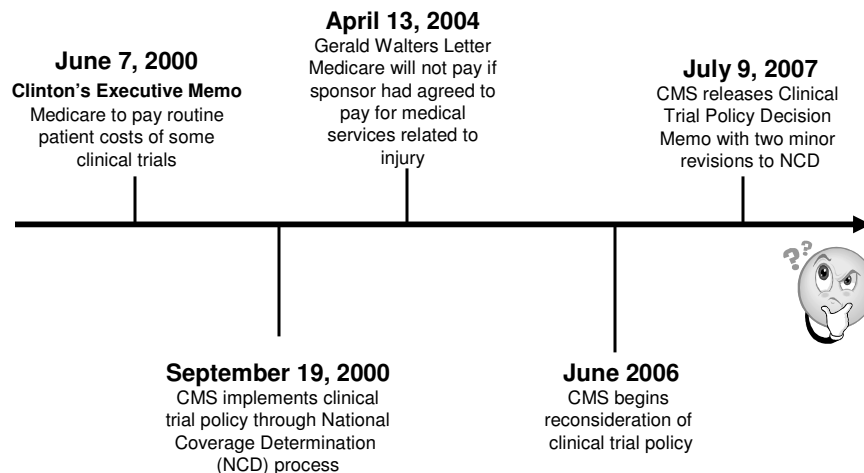 June 7, 2000
Clinton's Executive Memo
Medicare to pay routine
patient costs of some
clinical trials
April 13, 2004
Gerald Walters Letter
Medicare will not pay if
sponsor had agreed to
pay for medical
services related to
injury
July 9, 2007
CMS releases Clinical
Trial Policy Decision
Memo with two minor
revisions to NCD
???
September 19, 2000
CMS implements clinical
trial policy through National
Coverage Determination
(NCD) process
June 2006
CMS begins
reconsideration of
clinical trial policy